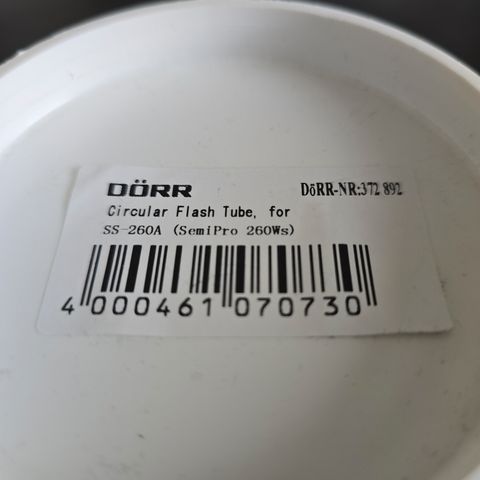 DÖRR DöRR-NR:372 892
Circular Flash Tube, for
SS-260A (SemiPro 260Ws)
4 000461 070730